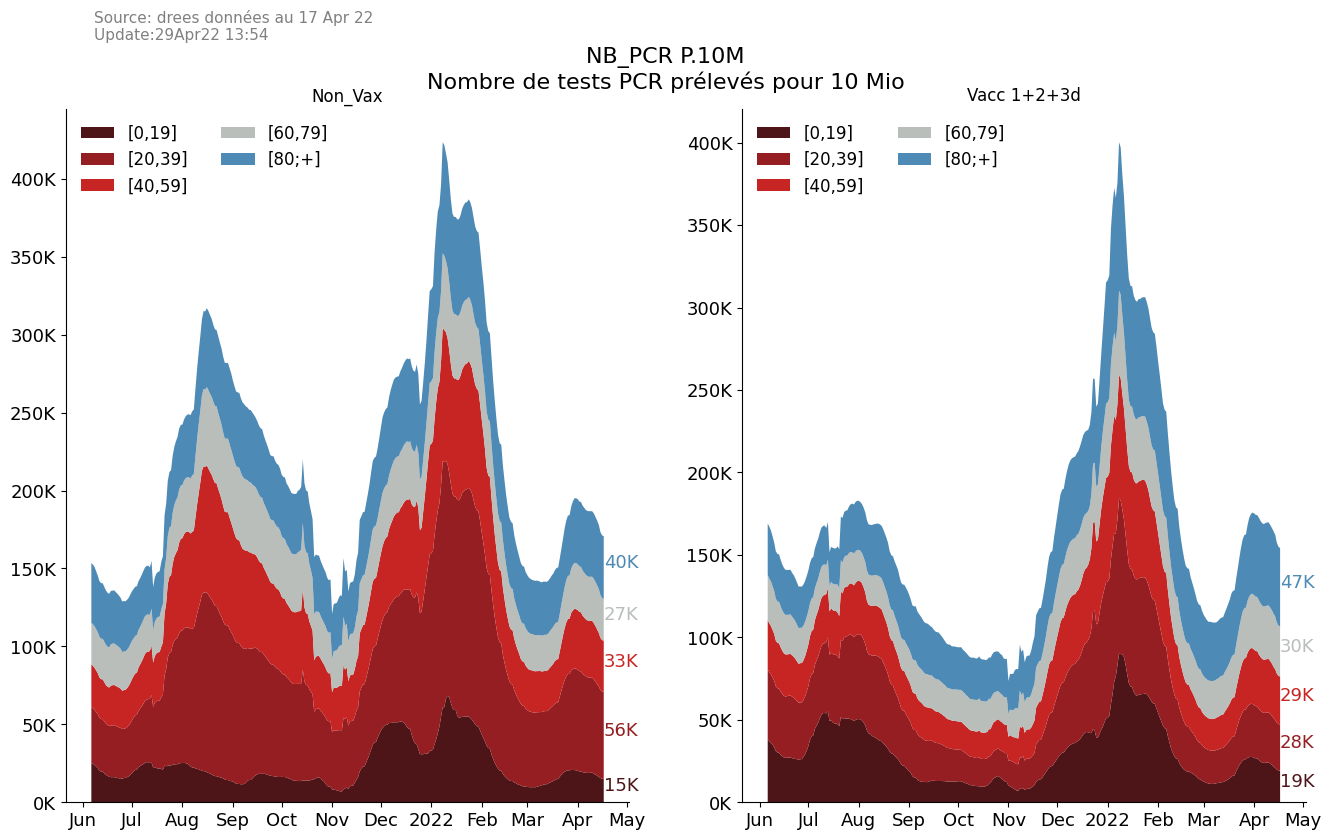 Source: drees données au 17 Apr 22
Update:29Apr22 13:54
NB_PCR P.10M
Nombre de tests PCR prélevés pour 10 Mio
Non_Vax
[0,19] [60,79]
[20,39] [80;+]
[40,59]
400K
350K
300K
250K
200K
150K
100K
50K
0K
40K
27K
33K
56K
15K
Jun Jul Aug Sep Oct Nov Dec 2022 Feb Mar Apr May
Vacc 1+2+3d
[0,19] [60,79]
[20,39] [80;+]
[40,59]
400K
350K
300K
250K
200K
150K
100K
50K
0K
47K
30K
29K
28K
19K
Jun Jul Aug Sep Oct Nov Dec 2022 Feb Mar Apr May